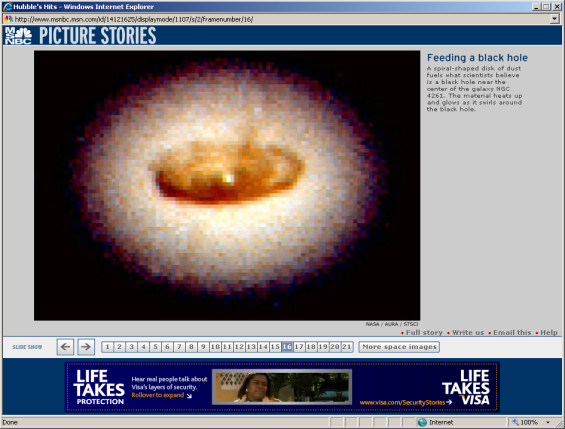 Hubble's Hits - Windows Internet Explorer
http://www.msnbc.msn.com/id/14121625/displaymode/1107/s/2/framenumber/16/
MSNBC PICTURE STORIES
Feeding a black hole
A spiral-shaped disk of dust
fuels what scientists believe
is a black hole near the
center of the galaxy NGC
4261. The material heats up
and glows as it swirls around
the black hole.
NASA / AURA / STSCI
• Full story • Write us • Email this • Help
SLIDE SHOW
1 2 3 4 5 6 7 8 9 10 11 12 13 14 15 16 17 18 19 20 21
More space images
LIFE
TAKES
PROTECTION
Hear real people talk about
Visa's layers of security.
Rollover to expand
www.visa.com/SecurityStories
LIFE
TAKES
VISA
Done
Internet
100%